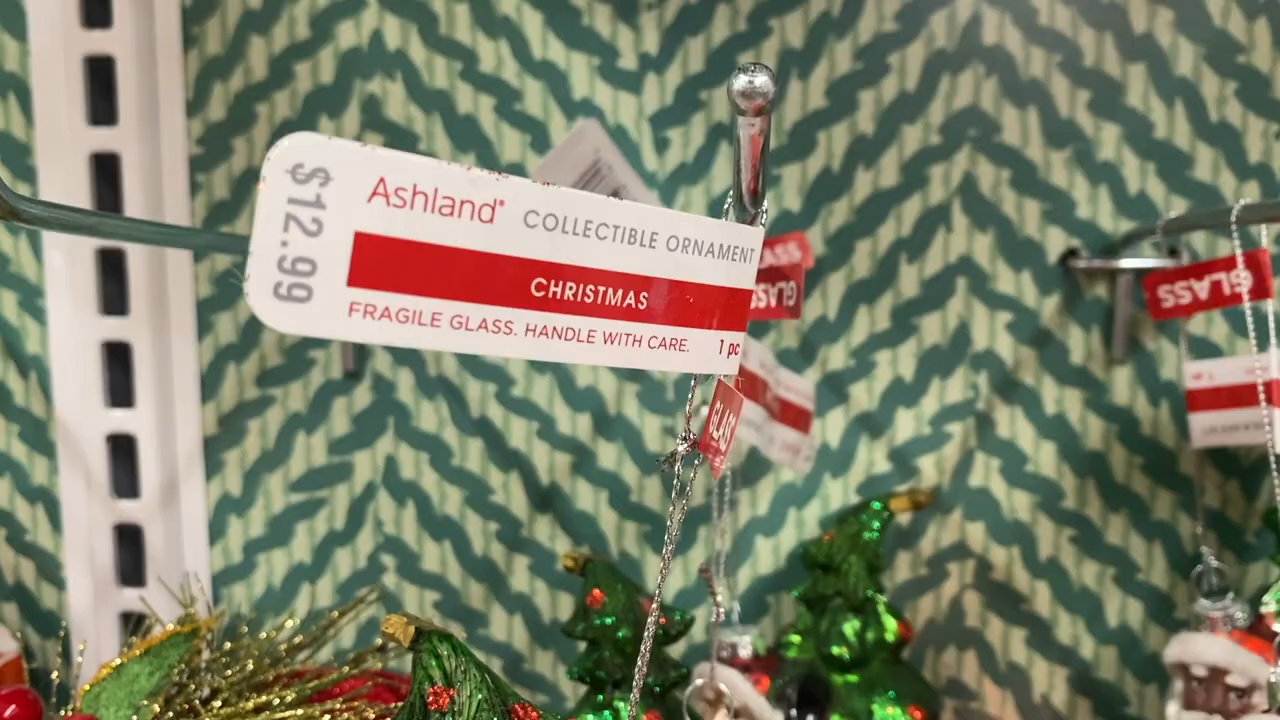 $12.99
Ashland® COLLECTIBLE ORNAMENT
CHRISTMAS
FRAGILE GLASS. HANDLE WITH CARE. 1 pc
GLASS
GLASS
GLASS